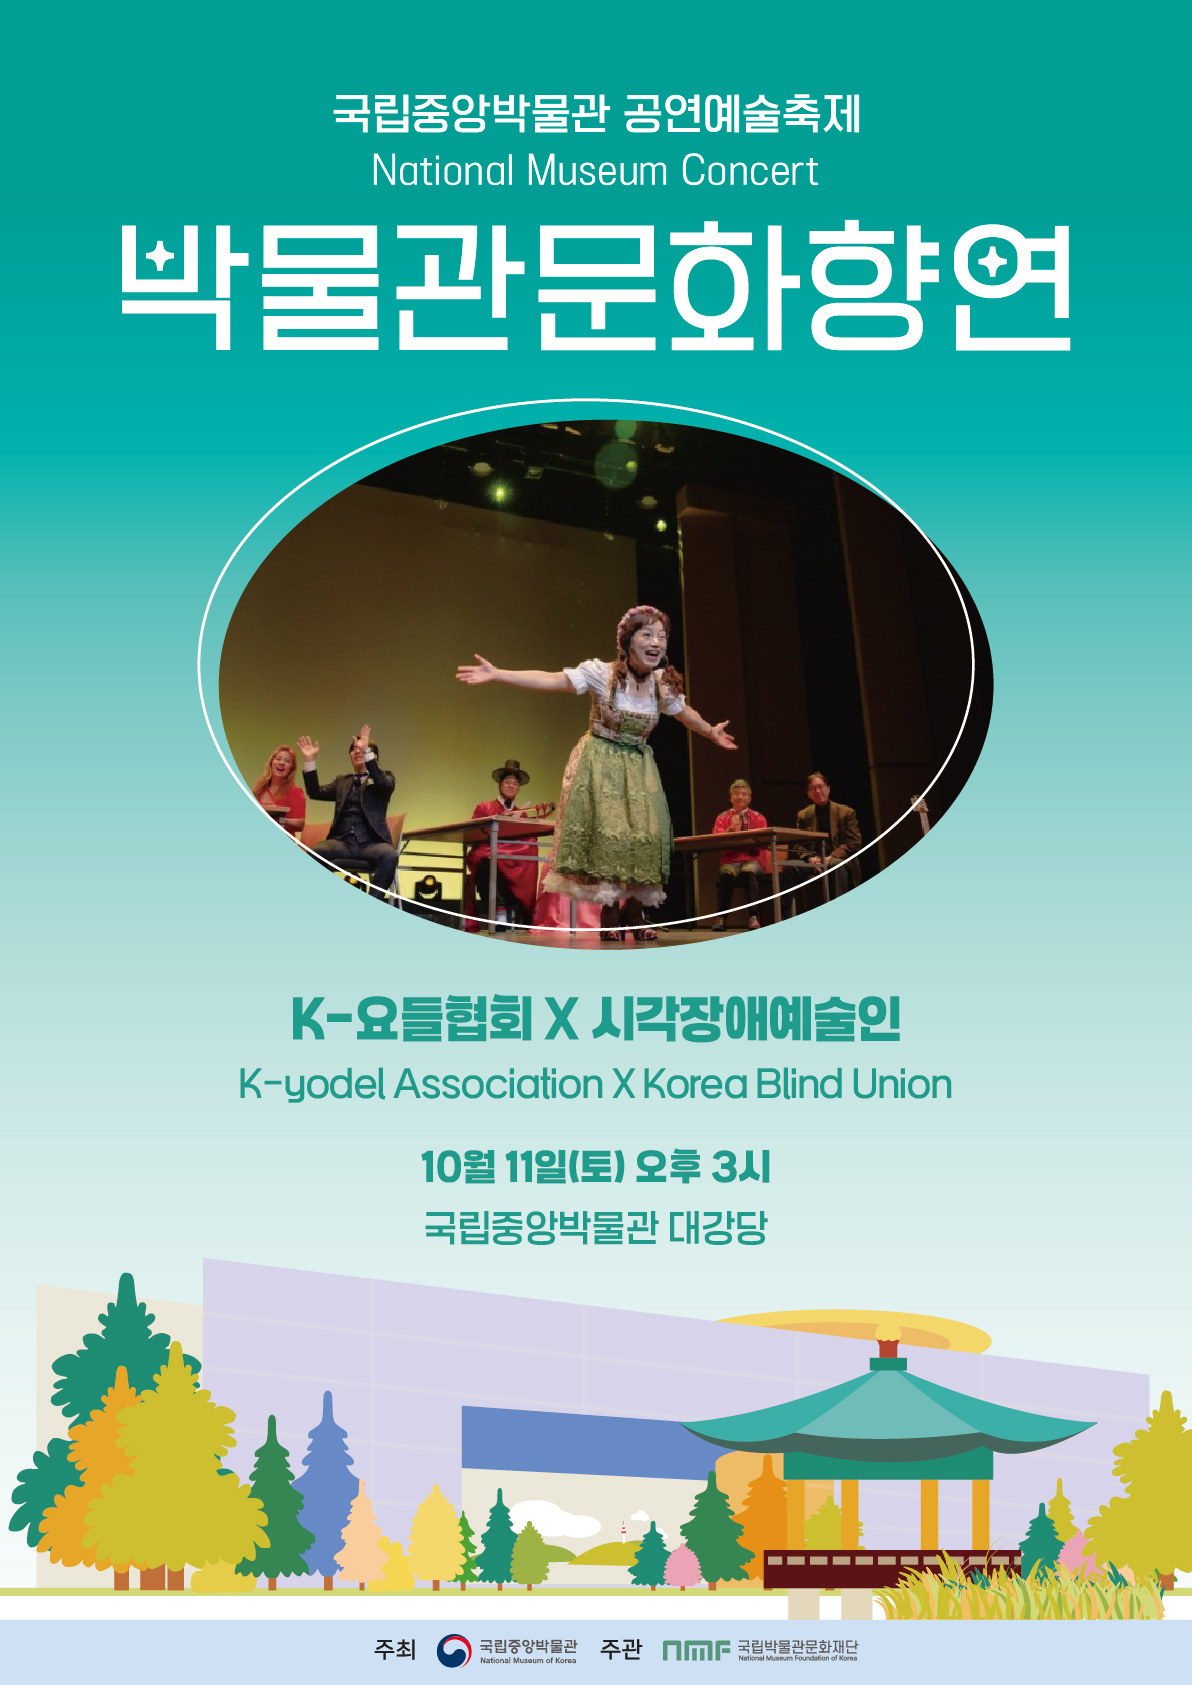 국립중앙박물관 공연예술축제
National Museum Concert
박물관문화향연
K-요들협회 X 시각장애예술인
K-yodel Association X Korea Blind Union
10월 11일(토) 오후 3시
국립중앙박물관 대강당
주최 국립중앙박물관 주관 nmf 국립박물관문화재단
National Museum of Korea National Museum Foundation of Korea